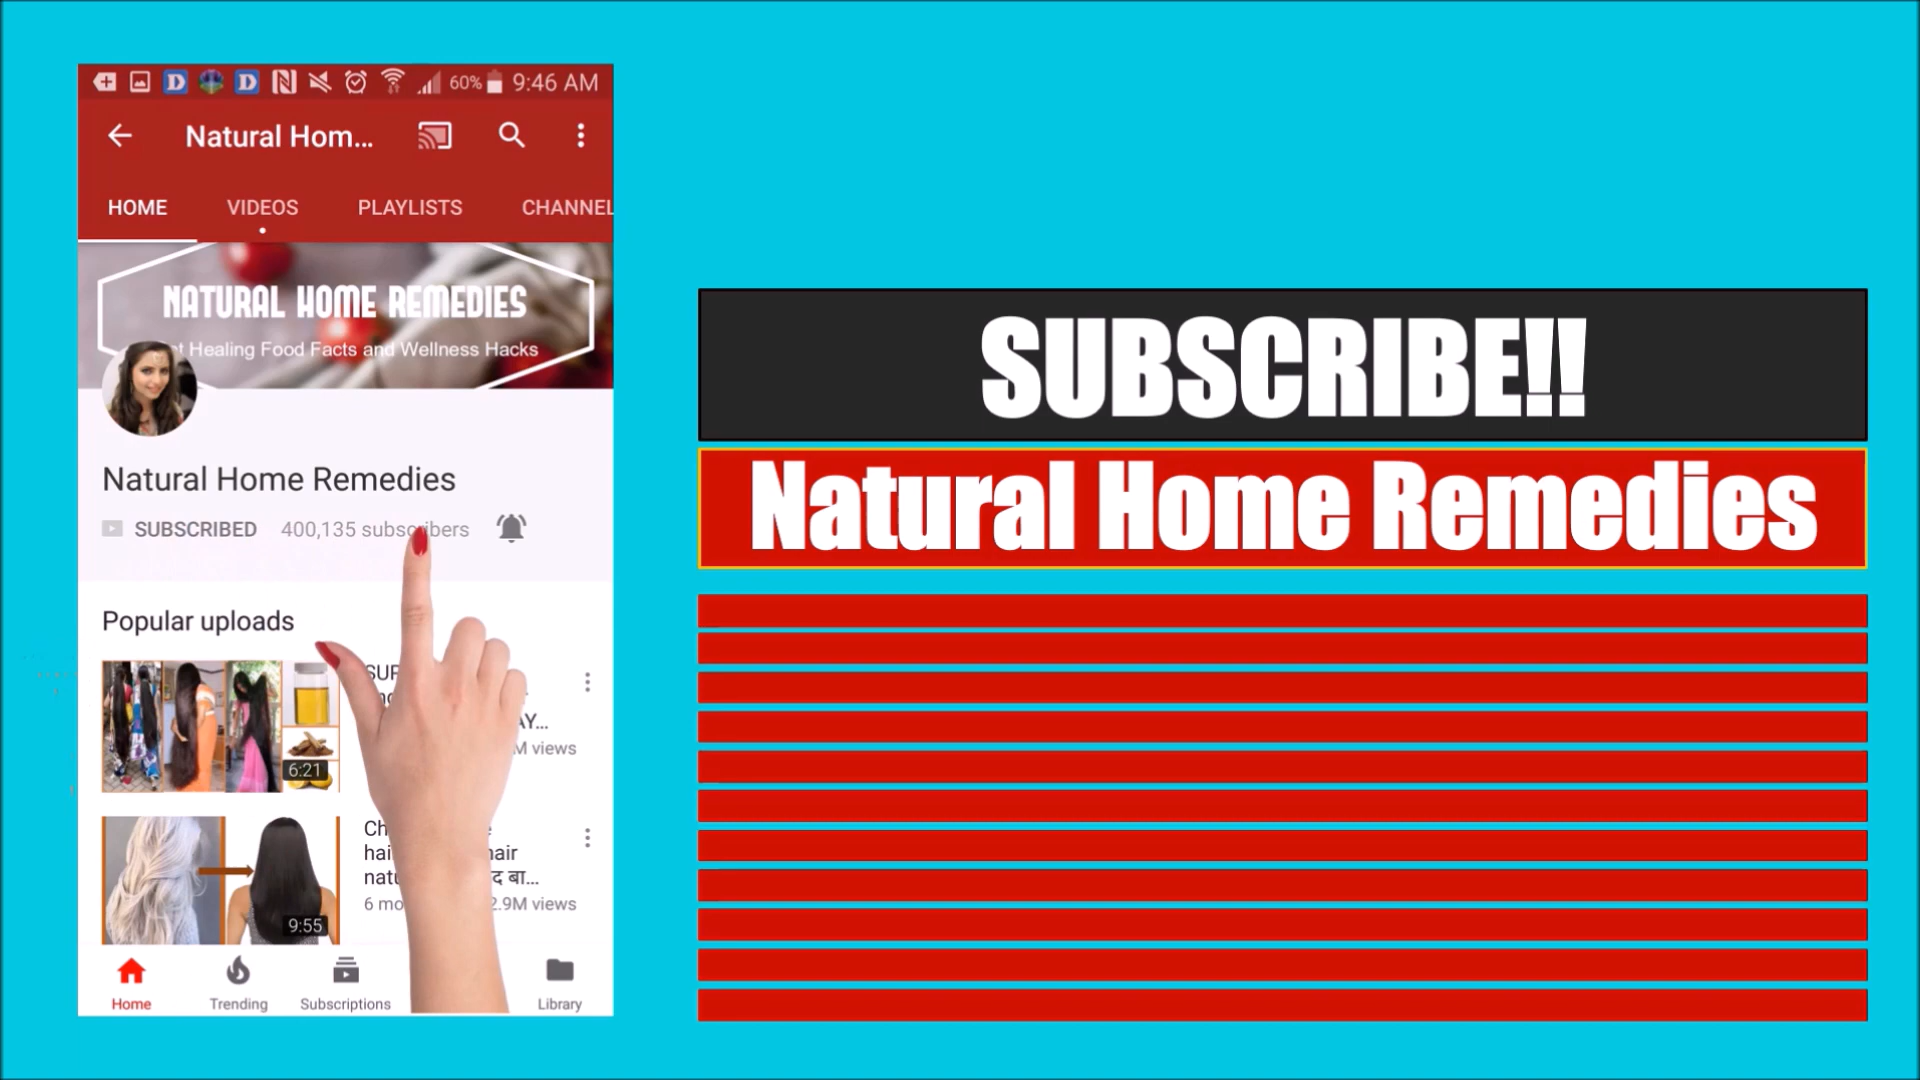 60% 9:46 AM
Natural Hom...
HOME VIDEOS PLAYLISTS CHANNEL
NATURAL HOME REMEDIES
Healing Food Facts and Wellness Hacks
Natural Home Remedies
SUBSCRIBED 400,135 subscribers
Popular uploads
6:21
M views
9:55
hair
6 2.9M views
Home Trending Subscriptions Library
SUBSCRIBE!!
Natural Home Remedies